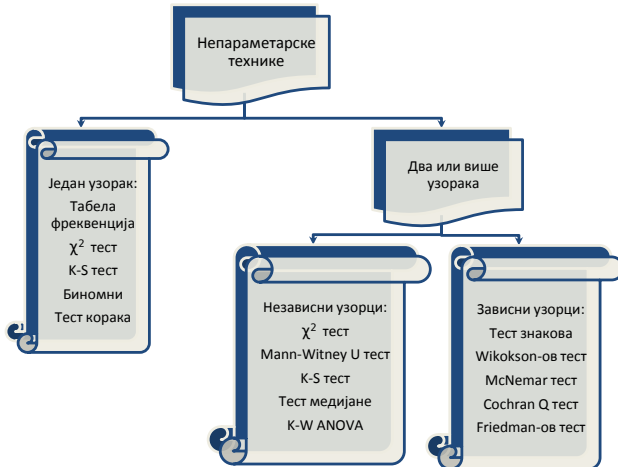 Непараметарске
технике
Један узорак:
Табела
фреквенција
χ² тест
K-S тест
Биномни
Тест корака
Два или више
узорака
Независни узорци:
χ² тест
Mann-Witney U тест
K-S тест
Тест медијане
K-W ANOVA
Зависни узорци:
Тест знакова
Wikokson-ов тест
McNemar тест
Cochran Q тест
Friedman-ов тест